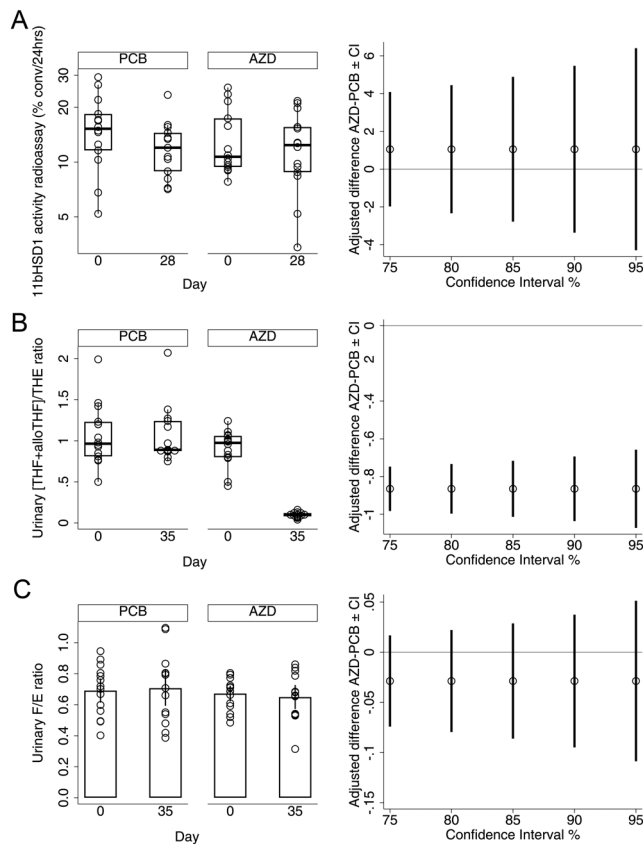 A
PCB AZD
11bHSD1 activity radioassay (% conv/24hrs)
30
20
10
5
0 28 0 28
Day
Adjusted difference AZD-PCB ± CI
6
4
2
0
-2
-4
75 80 85 90 95
Confidence Interval %
B
PCB AZD
Urinary [THF+alloTHF]/THE ratio
2
1.5
1
.5
0
0 35 0 35
Day
Adjusted difference AZD-PCB ± CI
0
-.2
-.4
-.6
-.8
-1
75 80 85 90 95
Confidence Interval %
C
PCB AZD
Urinary F/E ratio
1.0
0.8
0.6
0.4
0.2
0.0
0 35 0 35
Day
Adjusted difference AZD-PCB ± CI
.05
0
-.05
-.1
-.15
75 80 85 90 95
Confidence Interval %